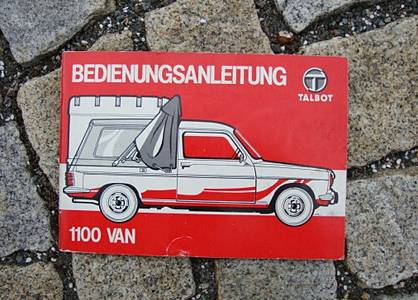 BEDIENUNGSANLEITUNG
TALBOT
1100 VAN